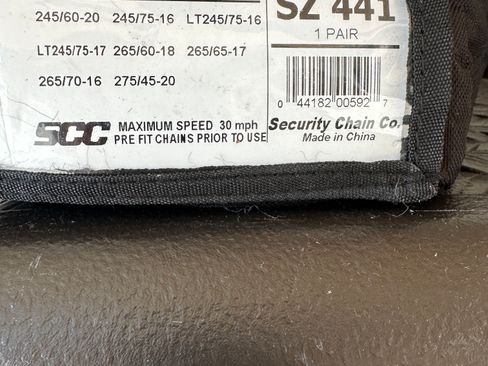 SZ 441
1 PAIR
245/60-20 245/75-16 LT245/75-16
LT245/75-17 265/60-18 265/65-17
265/70-16 275/45-20
0 44182 00592 7
SCC MAXIMUM SPEED 30 mph
PRE FIT CHAINS PRIOR TO USE
Security Chain Co.
Made in China